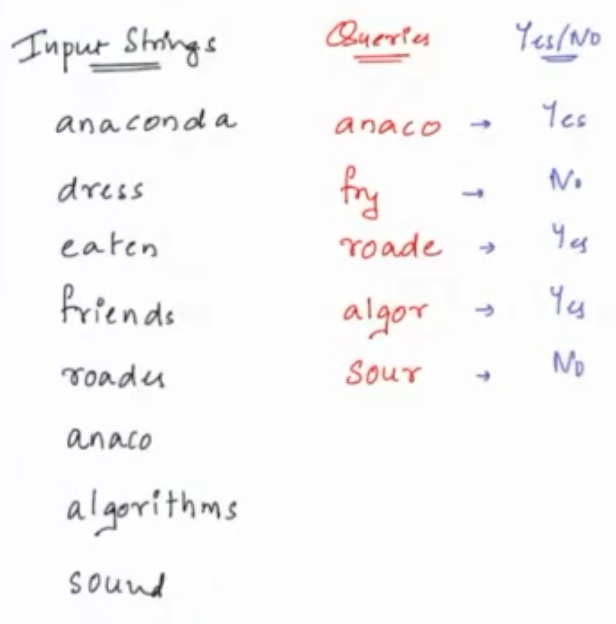 Input Strings Queries Yes/No
anaconda anaco → Yes
dress fry → No
eaten roade → Yes
friends algor → Yes
roades sour → No
anaco
algorithms
sound